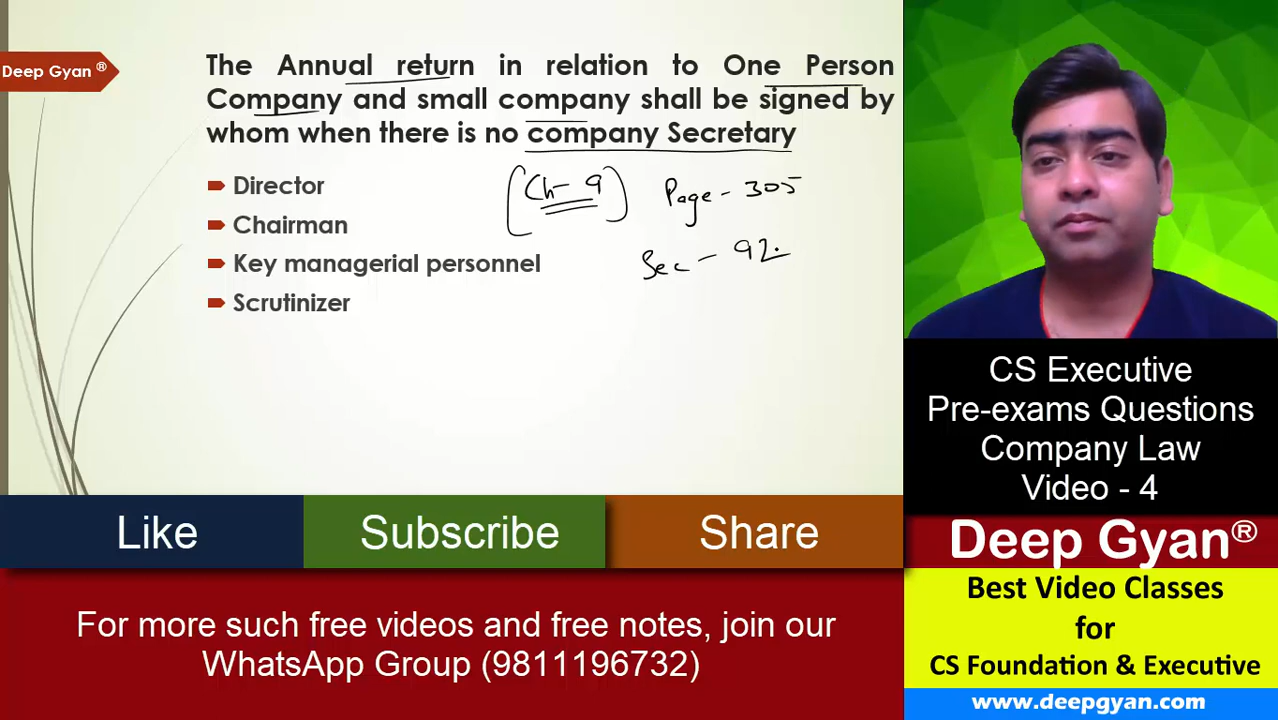 Deep Gyan ®
The Annual return in relation to One Person
Company and small company shall be signed by
whom when there is no company Secretary
Director
Chairman
Key managerial personnel
Scrutinizer
(Ch- 9) Page - 305
Sec - 92.
CS Executive
Pre-exams Questions
Company Law
Video - 4
Like
Subscribe
Share
Deep Gyan®
Best Video Classes
for
CS Foundation & Executive
www.deepgyan.com
For more such free videos and free notes, join our
WhatsApp Group (9811196732)